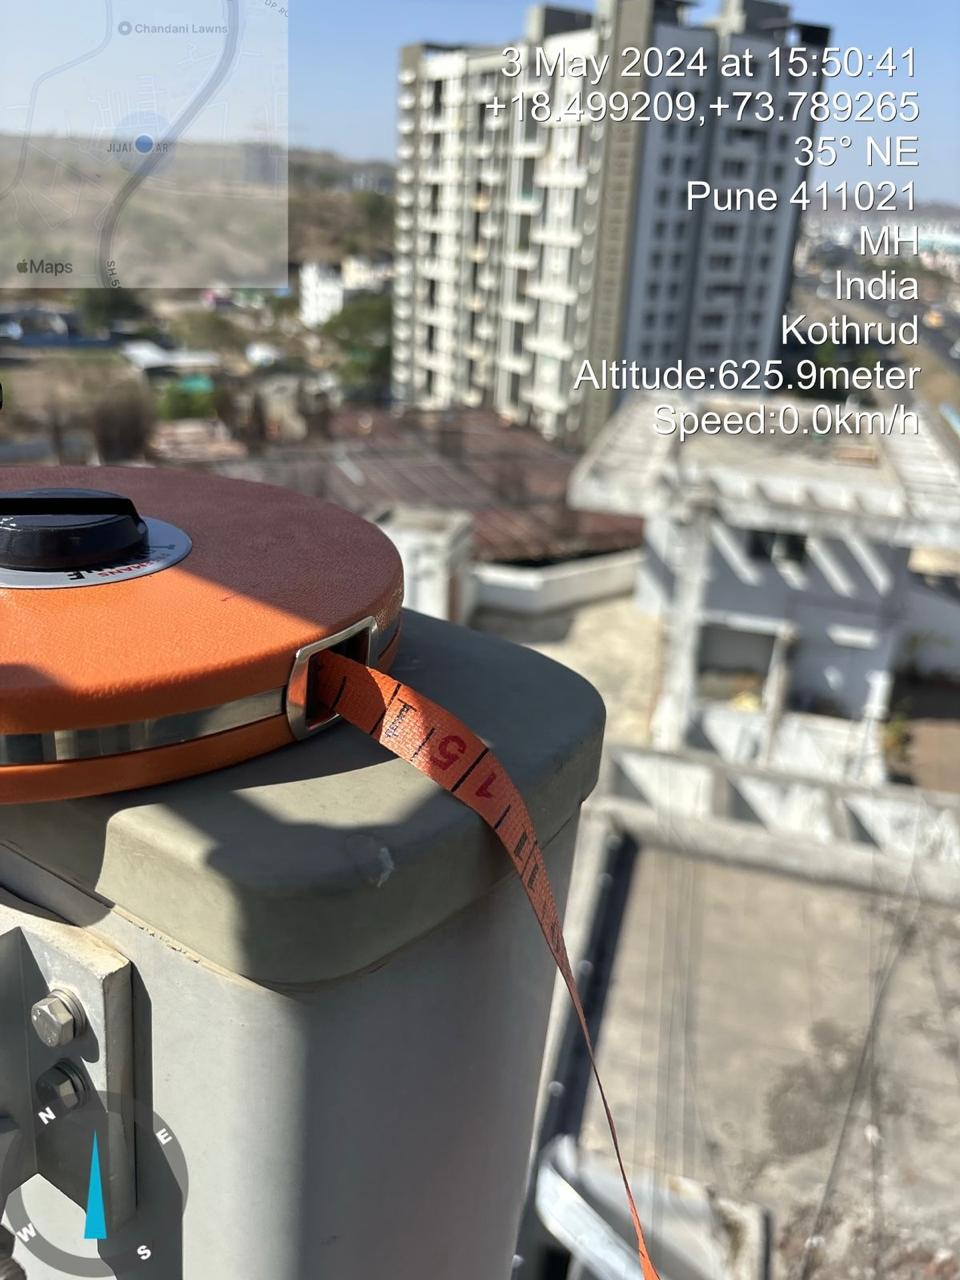 Chandani Lawns
3 May 2024 at 15:50:41
+18.499209,+73.789265
35° NE
Pune 411021
MH
India
Kothrud
Altitude:625.9meter
Speed:0.0km/h
Maps
15
N
E
W
S